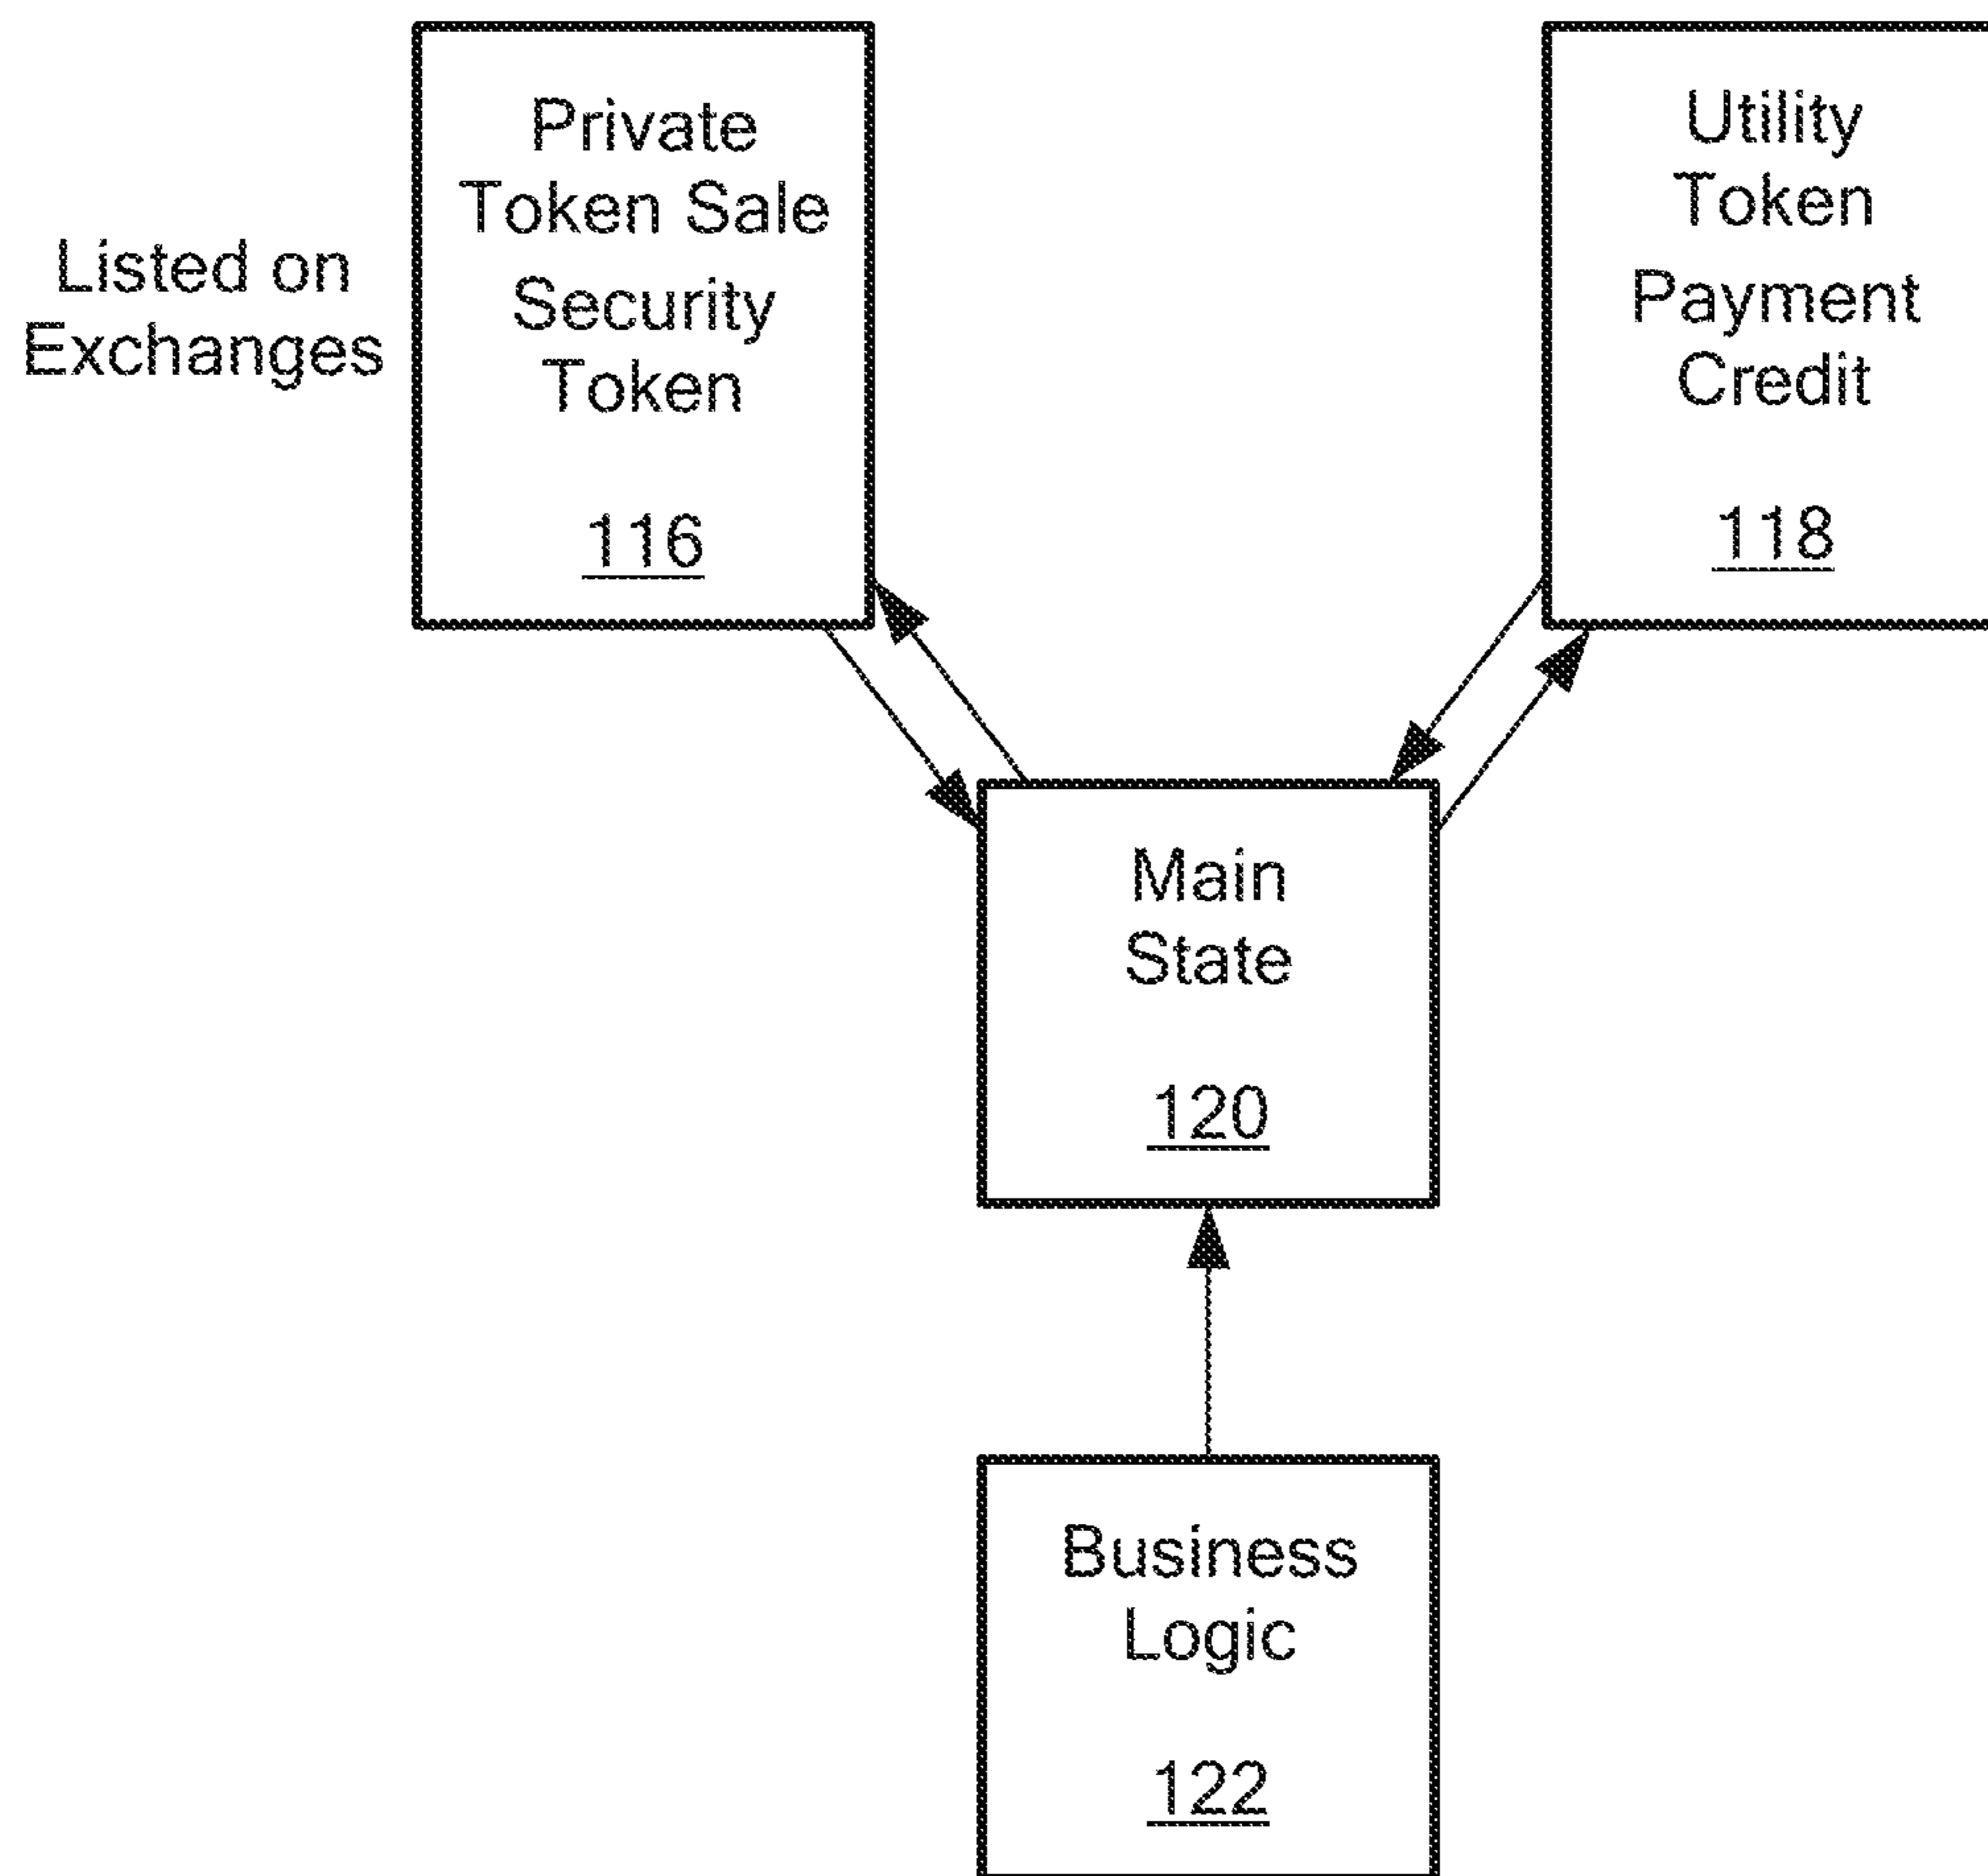 Listed on
Exchanges
Private
Token Sale
Security
Token
116
Utility
Token
Payment
Credit
118
Main
State
120
Business
Logic
122